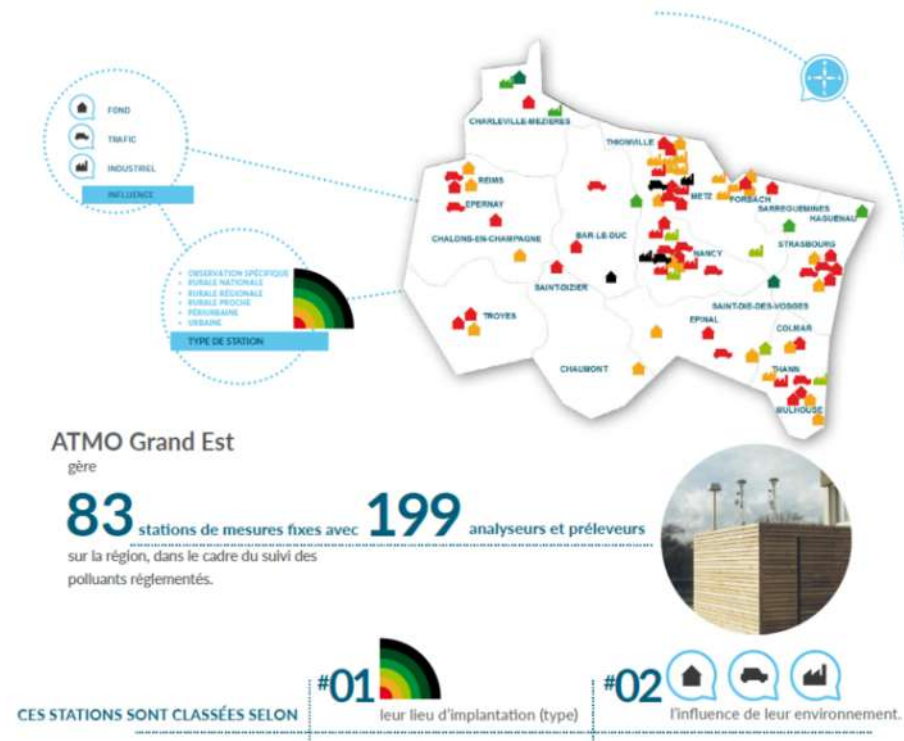 FOND
TRAFIC
INDUSTRIEL
INFLUENCE
OBSERVATION SPÉCIFIQUE
RURALE NATIONALE
RURALE RÉGIONALE
RURALE PROCHE
PÉRIURBAINE
URBAINE
TYPE DE STATION
CHARLEVILLE-MEZIERES
THIONVILLE
REIMS
METZ
FORBACH
EPERNAY
SARREGUEMINES
HAGUENAU
CHALONS-EN-CHAMPAGNE
BAR-LE-DUC
NANCY
STRASBOURG
SAINT-DIZIER
SAINT-DIE-DES-VOSGES
TROYES
EPINAL
COLMAR
CHAUMONT
THANN
MULHOUSE
ATMO Grand Est
gère
83 stations de mesures fixes avec 199 analyseurs et préleveurs
sur la région, dans le cadre du suivi des
polluants règlementés.
CES STATIONS SONT CLASSÉES SELON
#01
leur lieu d'implantation (type)
#02
l'influence de leur environnement.